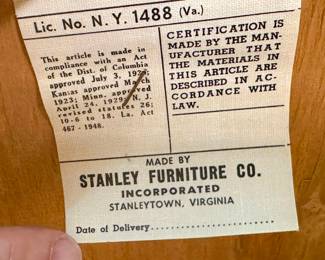 Lic. No. N. Y. 1488 (Va.)
This article is made in
compliance with an Act
of the Dist. of Columbia
approved July 3, 1926;
Kansas approved March
1923; Minn. approved
April 24, 1929; N. J.
revised statutes 26;
10-6 to 18. La. Act
467 - 1948.
CERTIFICATION IS
MADE BY THE MAN-
UFACTURER THAT
THE MATERIALS IN
THIS ARTICLE ARE
DESCRIBED IN AC-
CORDANCE WITH
LAW.
MADE BY
STANLEY FURNITURE CO.
INCORPORATED
STANLEYTOWN, VIRGINIA
Date of Delivery........................